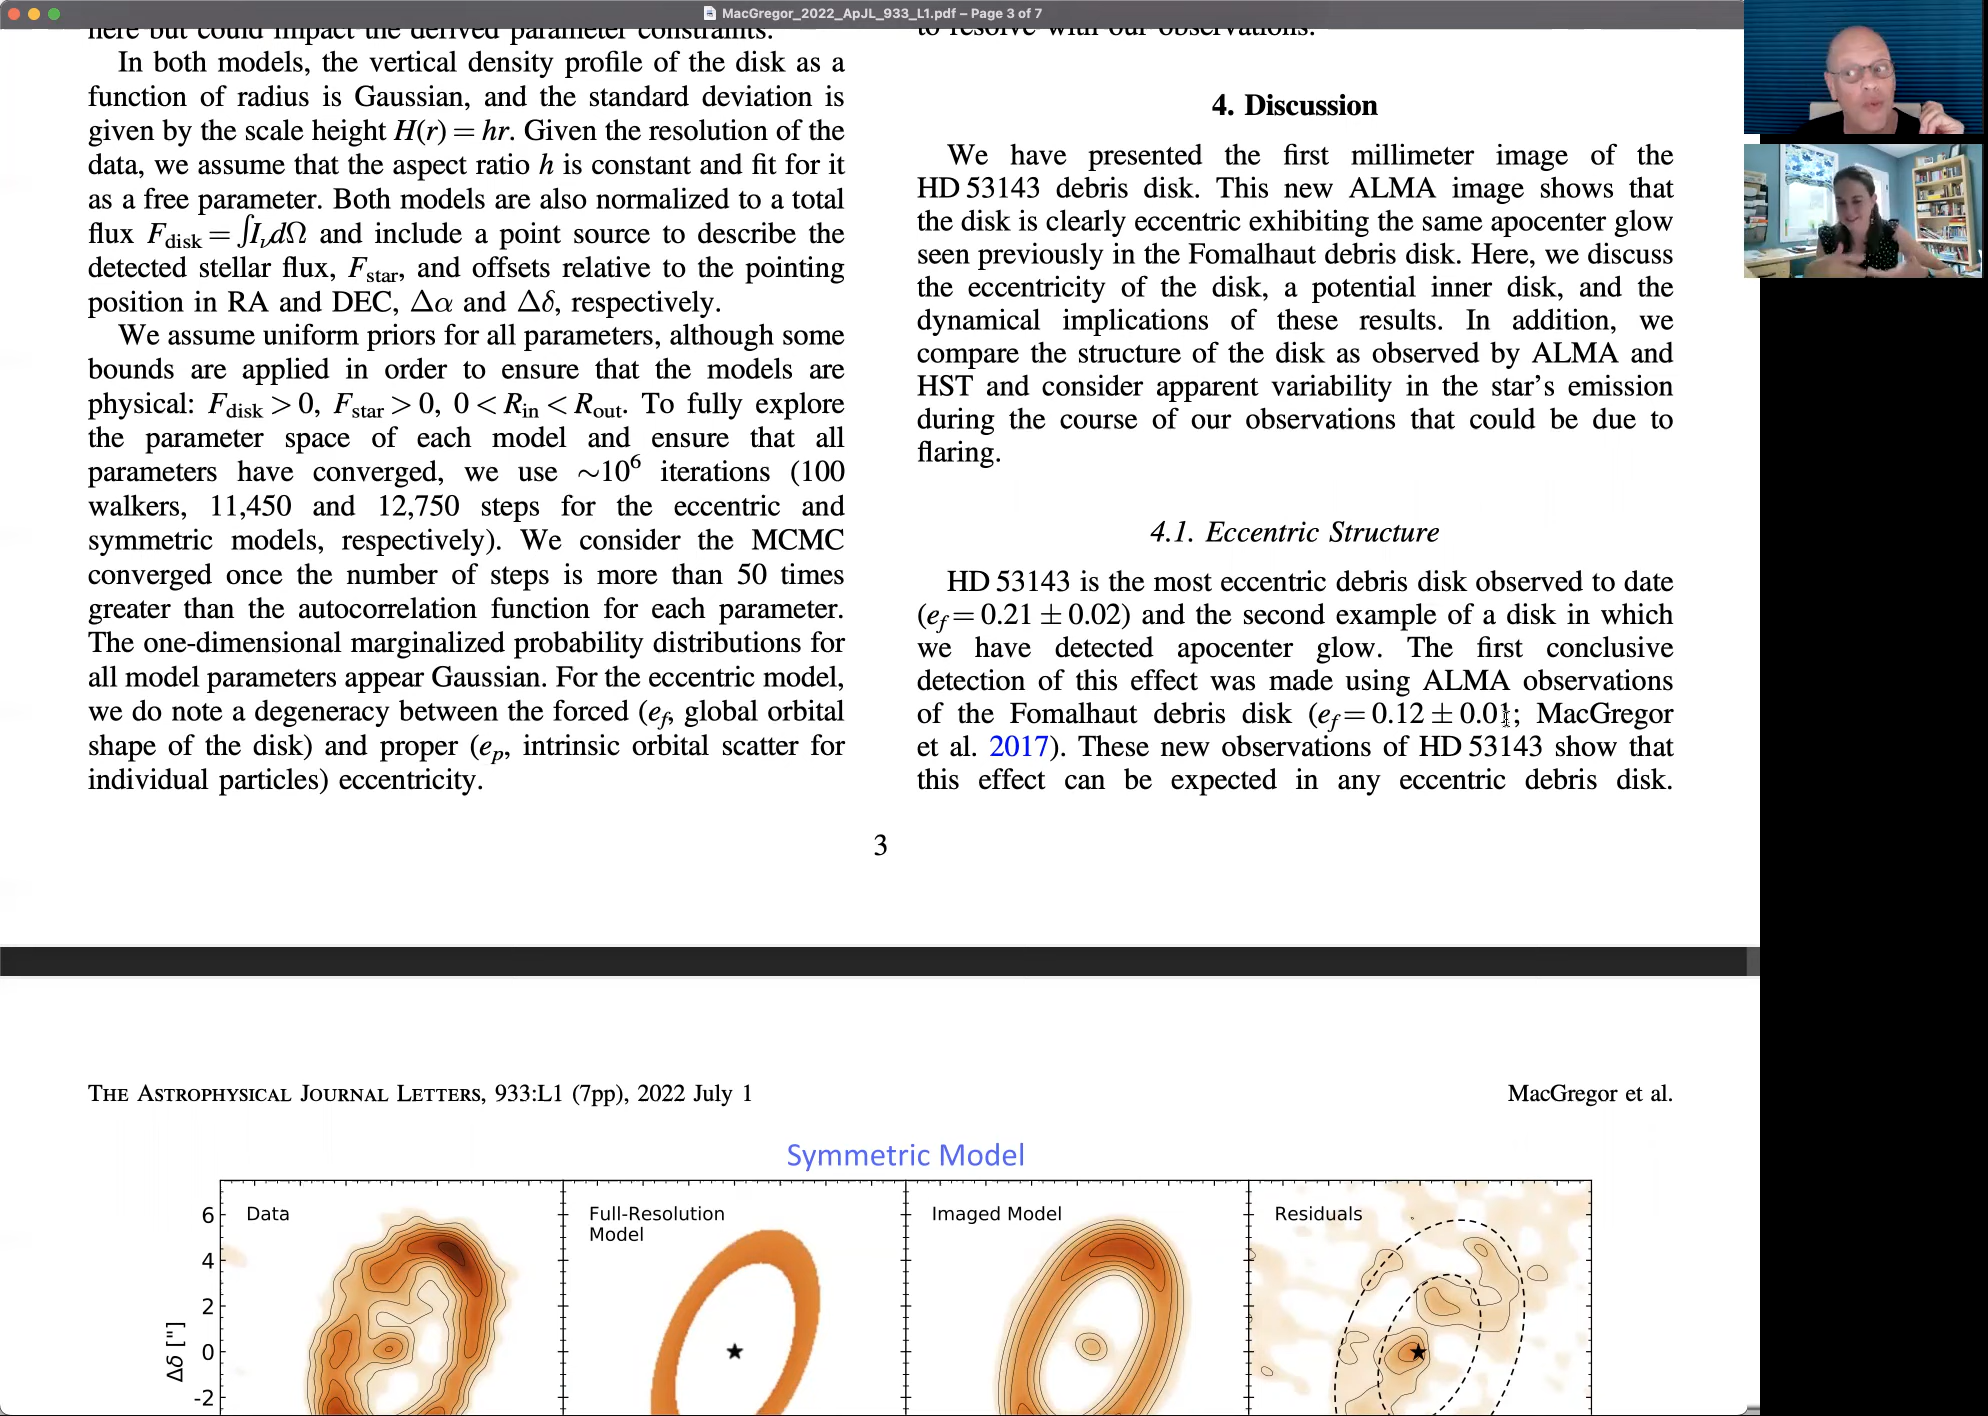 MacGregor_2022_ApJL_933_L1.pdf – Page 3 of 7
here but could impact the derived parameter constraints.
In both models, the vertical density profile of the disk as a
function of radius is Gaussian, and the standard deviation is
given by the scale height H(r) = hr. Given the resolution of the
data, we assume that the aspect ratio h is constant and fit for it
as a free parameter. Both models are also normalized to a total
flux F_disk = ∫I_νdΩ and include a point source to describe the
detected stellar flux, F_star, and offsets relative to the pointing
position in RA and DEC, Δα and Δδ, respectively.
We assume uniform priors for all parameters, although some
bounds are applied in order to ensure that the models are
physical: F_disk > 0, F_star > 0, 0 < R_in < R_out. To fully explore
the parameter space of each model and ensure that all
parameters have converged, we use ~10^6 iterations (100
walkers, 11,450 and 12,750 steps for the eccentric and
symmetric models, respectively). We consider the MCMC
converged once the number of steps is more than 50 times
greater than the autocorrelation function for each parameter.
The one-dimensional marginalized probability distributions for
all model parameters appear Gaussian. For the eccentric model,
we do note a degeneracy between the forced (e_f, global orbital
shape of the disk) and proper (e_p, intrinsic orbital scatter for
individual particles) eccentricity.
to resolve with our observations.
4. Discussion
We have presented the first millimeter image of the
HD 53143 debris disk. This new ALMA image shows that
the disk is clearly eccentric exhibiting the same apocenter glow
seen previously in the Fomalhaut debris disk. Here, we discuss
the eccentricity of the disk, a potential inner disk, and the
dynamical implications of these results. In addition, we
compare the structure of the disk as observed by ALMA and
HST and consider apparent variability in the star's emission
during the course of our observations that could be due to
flaring.
4.1. Eccentric Structure
HD 53143 is the most eccentric debris disk observed to date
(e_f = 0.21 ± 0.02) and the second example of a disk in which
we have detected apocenter glow. The first conclusive
detection of this effect was made using ALMA observations
of the Fomalhaut debris disk (e_f = 0.12 ± 0.01; MacGregor
et al. 2017). These new observations of HD 53143 show that
this effect can be expected in any eccentric debris disk.
3
THE ASTROPHYSICAL JOURNAL LETTERS, 933:L1 (7pp), 2022 July 1
MacGregor et al.
Symmetric Model
Data
Full-Resolution
Model
Imaged Model
Residuals
6
4
2
0
-2
Δδ ["]